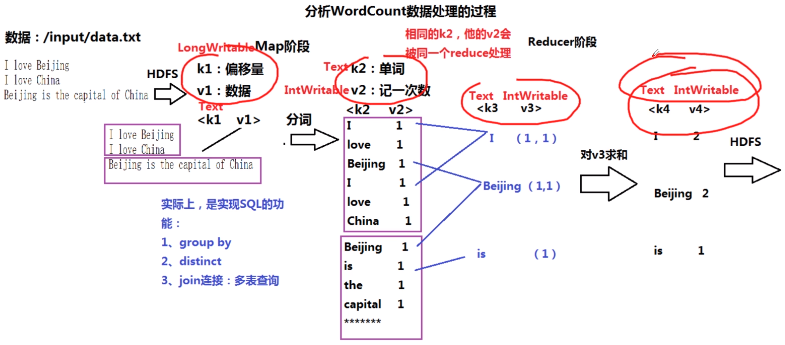 分析WordCount数据处理的过程
数据：/input/data.txt
I love Beijing
I love China
Beijing is the capital of China
HDFS
LongWritable
Map阶段
k1：偏移量
v1：数据
Text
<k1 v1>
I love Beijing
I love China
Beijing is the capital of China
实际上，是实现SQL的功
能：
1、group by
2、distinct
3、join连接：多表查询
分词
相同的k2，他的v2会
被同一个reduce处理
Text
k2：单词
IntWritable
v2：记一次数
<k2 v2>
I 1
love 1
Beijing 1
I 1
love 1
China 1
Beijing 1
is 1
the 1
capital 1
*******
Reducer阶段
Text IntWritable
<k3 v3>
I （1 , 1）
Beijing （1,1）
is （1）
对v3求和
Text IntWritable
<k4 v4>
I 2
Beijing 2
is 1
HDFS